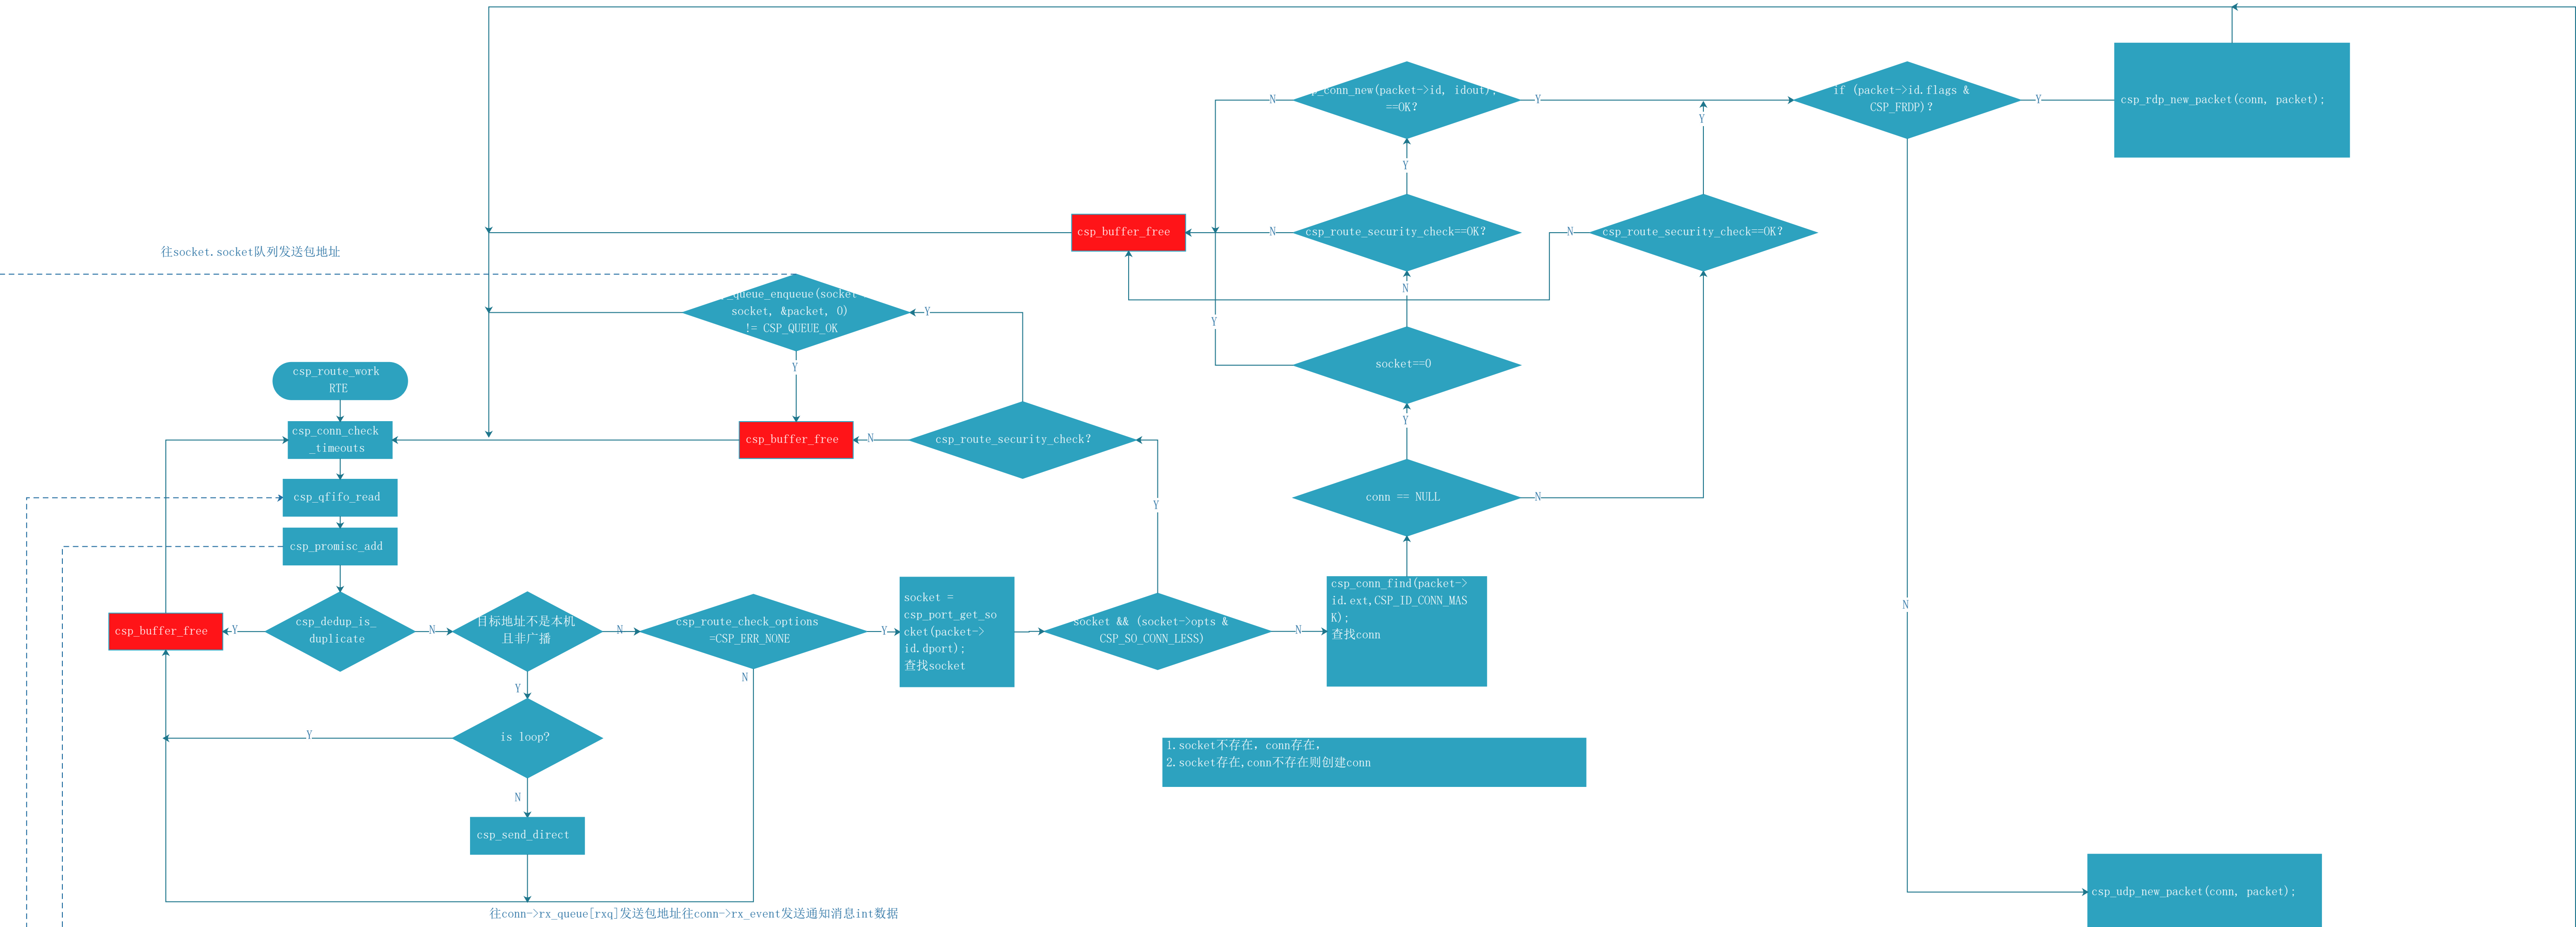 N
p_conn_new(packet->id, idout);
==OK?
Y
if (packet->id.flags &
CSP_FRDP)?
Y
csp_rdp_new_packet(conn, packet);
Y
Y
csp_buffer_free
N
csp_route_security_check==OK?
N
csp_route_security_check==OK?
往socket.socket队列发送包地址
N
_queue_enqueue(socket
socket, &packet, 0)
!= CSP_QUEUE_OK
Y
Y
Y
socket==0
csp_route_work
RTE
Y
csp_conn_check
_timeouts
csp_buffer_free
N
csp_route_security_check?
csp_qfifo_read
Y
conn == NULL
N
csp_promisc_add
csp_buffer_free
Y
csp_dedup_is_
duplicate
N
目标地址不是本机
且非广播
N
csp_route_check_options
=CSP_ERR_NONE
Y
socket =
csp_port_get_so
cket(packet->
id.dport);
查找socket
socket && (socket->opts &
CSP_SO_CONN_LESS)
N
csp_conn_find(packet->
id.ext,CSP_ID_CONN_MAS
K);
查找conn
N
Y
N
Y
is loop?
1.socket不存在, conn存在,
2.socket存在,conn不存在则创建conn
N
csp_send_direct
csp_udp_new_packet(conn, packet);
往conn->rx_queue[rxq]发送包地址往conn->rx_event发送通知消息int数据